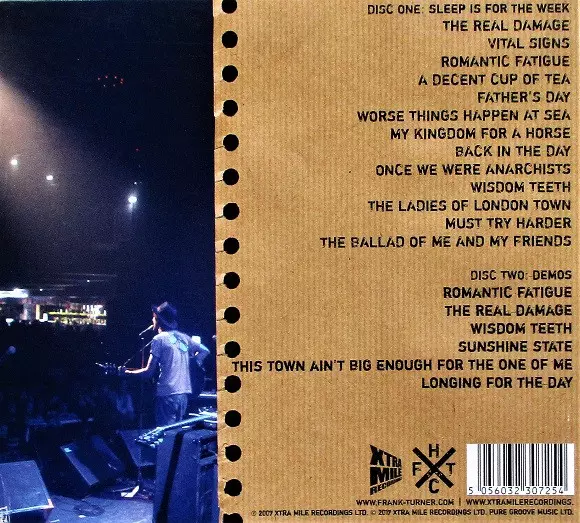 DISC ONE: SLEEP IS FOR THE WEEK
THE REAL DAMAGE
VITAL SIGNS
ROMANTIC FATIGUE
A DECENT CUP OF TEA
FATHER'S DAY
WORSE THINGS HAPPEN AT SEA
MY KINGDOM FOR A HORSE
BACK IN THE DAY
ONCE WE WERE ANARCHISTS
WISDOM TEETH
THE LADIES OF LONDON TOWN
MUST TRY HARDER
THE BALLAD OF ME AND MY FRIENDS
DISC TWO: DEMOS
ROMANTIC FATIGUE
THE REAL DAMAGE
WISDOM TEETH
SUNSHINE STATE
THIS TOWN AIN'T BIG ENOUGH FOR THE ONE OF ME
LONGING FOR THE DAY
XTRA
MILE
RECORDINGS
H
F T
C
5 056032 307254
WWW.FRANK-TURNER.COM | WWW.XTRAMILERECORDINGS.COM
© 2007 XTRA MILE RECORDINGS LTD. © 2017 XTRA MILE RECORDINGS LTD. PURE GROOVE MUSIC LTD.